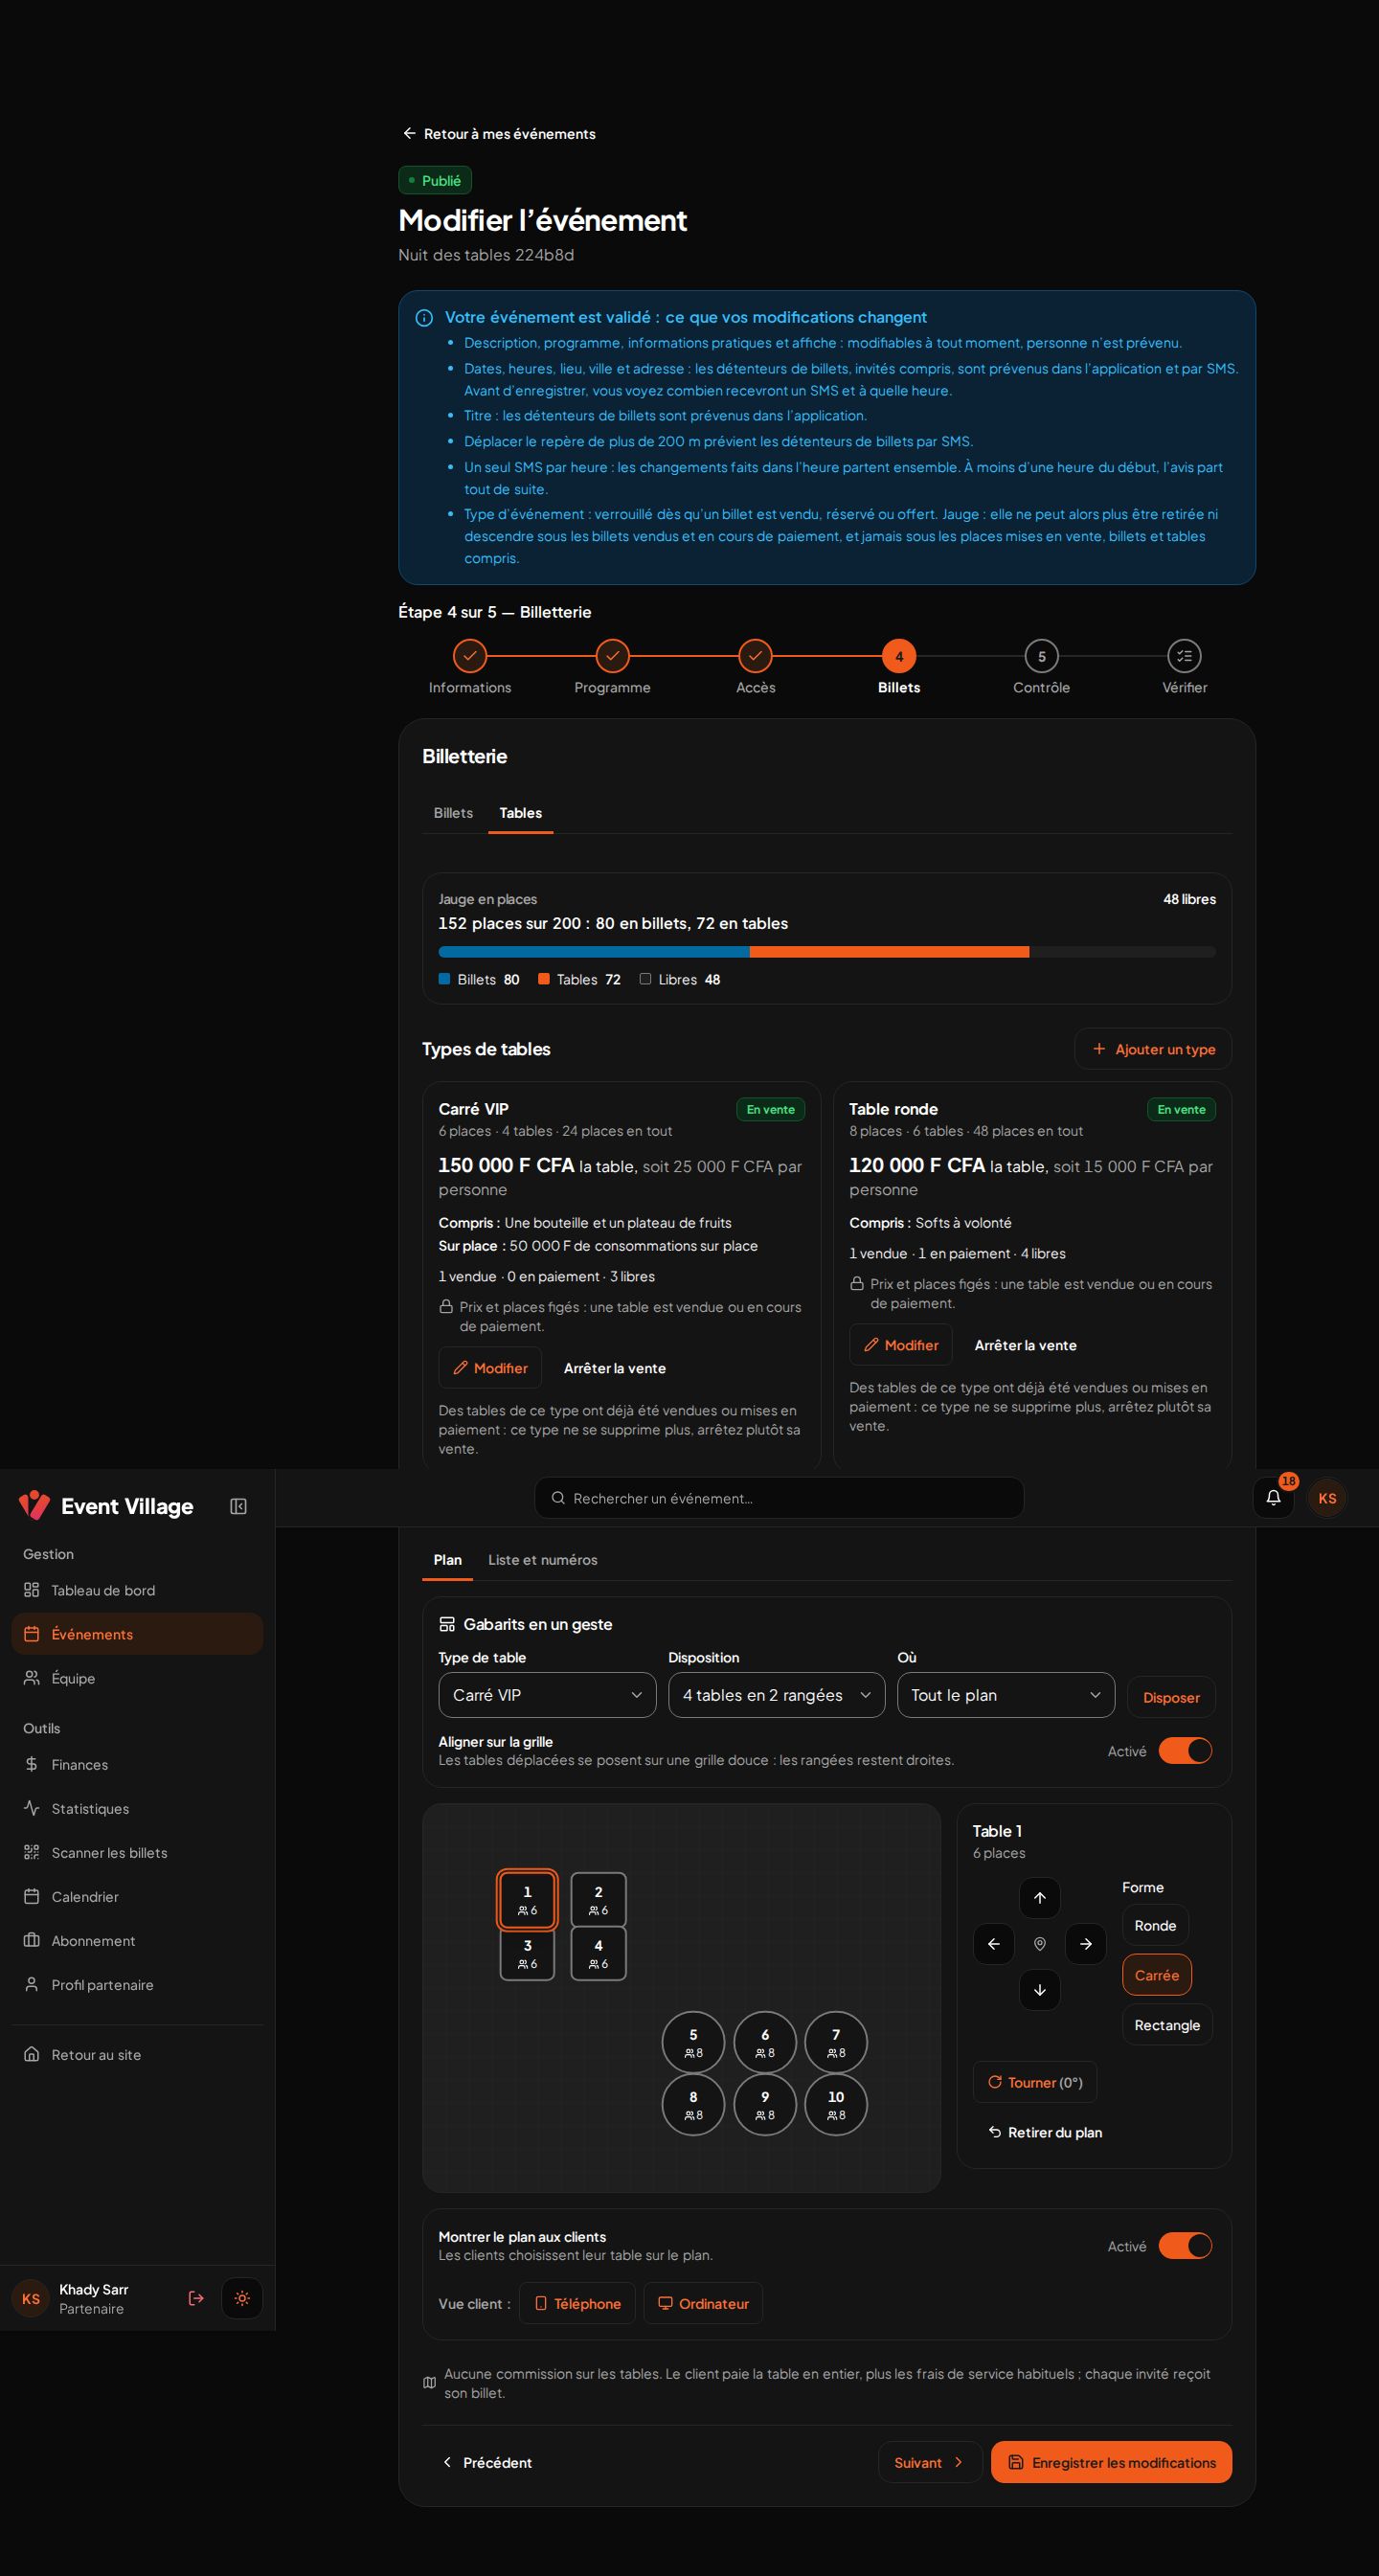 Retour à mes événements
Publié
Modifier l’événement
Nuit des tables 224b8d
Votre événement est validé : ce que vos modifications changent
• Description, programme, informations pratiques et affiche : modifiables à tout moment, personne n’est prévenu.
• Dates, heures, lieu, ville et adresse : les détenteurs de billets, invités compris, sont prévenus dans l’application et par SMS.
Avant d’enregistrer, vous voyez combien recevront un SMS et à quelle heure.
• Titre : les détenteurs de billets sont prévenus dans l’application.
• Déplacer le repère de plus de 200 m prévient les détenteurs de billets par SMS.
• Un seul SMS par heure : les changements faits dans l’heure partent ensemble. À moins d’une heure du début, l’avis part
tout de suite.
• Type d’événement : verrouillé dès qu’un billet est vendu, réservé ou offert. Jauge : elle ne peut alors plus être retirée ni
descendre sous les billets vendus et en cours de paiement, et jamais sous les places mises en vente, billets et tables
compris.
Étape 4 sur 5 — Billetterie
4
5
Informations
Programme
Accès
Billets
Contrôle
Vérifier
Billetterie
Billets
Tables
Jauge en places
48 libres
152 places sur 200 : 80 en billets, 72 en tables
Billets 80
Tables 72
Libres 48
Types de tables
Ajouter un type
Carré VIP
En vente
6 places · 4 tables · 24 places en tout
150 000 F CFA la table, soit 25 000 F CFA par
personne
Compris : Une bouteille et un plateau de fruits
Sur place : 50 000 F de consommations sur place
1 vendue · 0 en paiement · 3 libres
Prix et places figés : une table est vendue ou en cours
de paiement.
Modifier
Arrêter la vente
Des tables de ce type ont déjà été vendues ou mises en
paiement : ce type ne se supprime plus, arrêtez plutôt sa
vente.
Table ronde
En vente
8 places · 6 tables · 48 places en tout
120 000 F CFA la table, soit 15 000 F CFA par
personne
Compris : Softs à volonté
1 vendue · 1 en paiement · 4 libres
Prix et places figés : une table est vendue ou en cours
de paiement.
Modifier
Arrêter la vente
Des tables de ce type ont déjà été vendues ou mises en
paiement : ce type ne se supprime plus, arrêtez plutôt sa
vente.
Event Village
Rechercher un événement...
18
KS
Gestion
Tableau de bord
Événements
Équipe
Outils
Finances
Statistiques
Scanner les billets
Calendrier
Abonnement
Profil partenaire
Retour au site
KS
Khady Sarr
Partenaire
Plan
Liste et numéros
Gabarits en un geste
Type de table
Disposition
Où
Carré VIP
4 tables en 2 rangées
Tout le plan
Disposer
Aligner sur la grille
Les tables déplacées se posent sur une grille douce : les rangées restent droites.
Activé
1
6
2
6
3
6
4
6
5
8
6
8
7
8
8
8
9
8
10
8
Table 1
6 places
Forme
Ronde
Carrée
Rectangle
Tourner (0°)
Retirer du plan
Montrer le plan aux clients
Les clients choisissent leur table sur le plan.
Activé
Vue client :
Téléphone
Ordinateur
Aucune commission sur les tables. Le client paie la table en entier, plus les frais de service habituels ; chaque invité reçoit
son billet.
Précédent
Suivant
Enregistrer les modifications